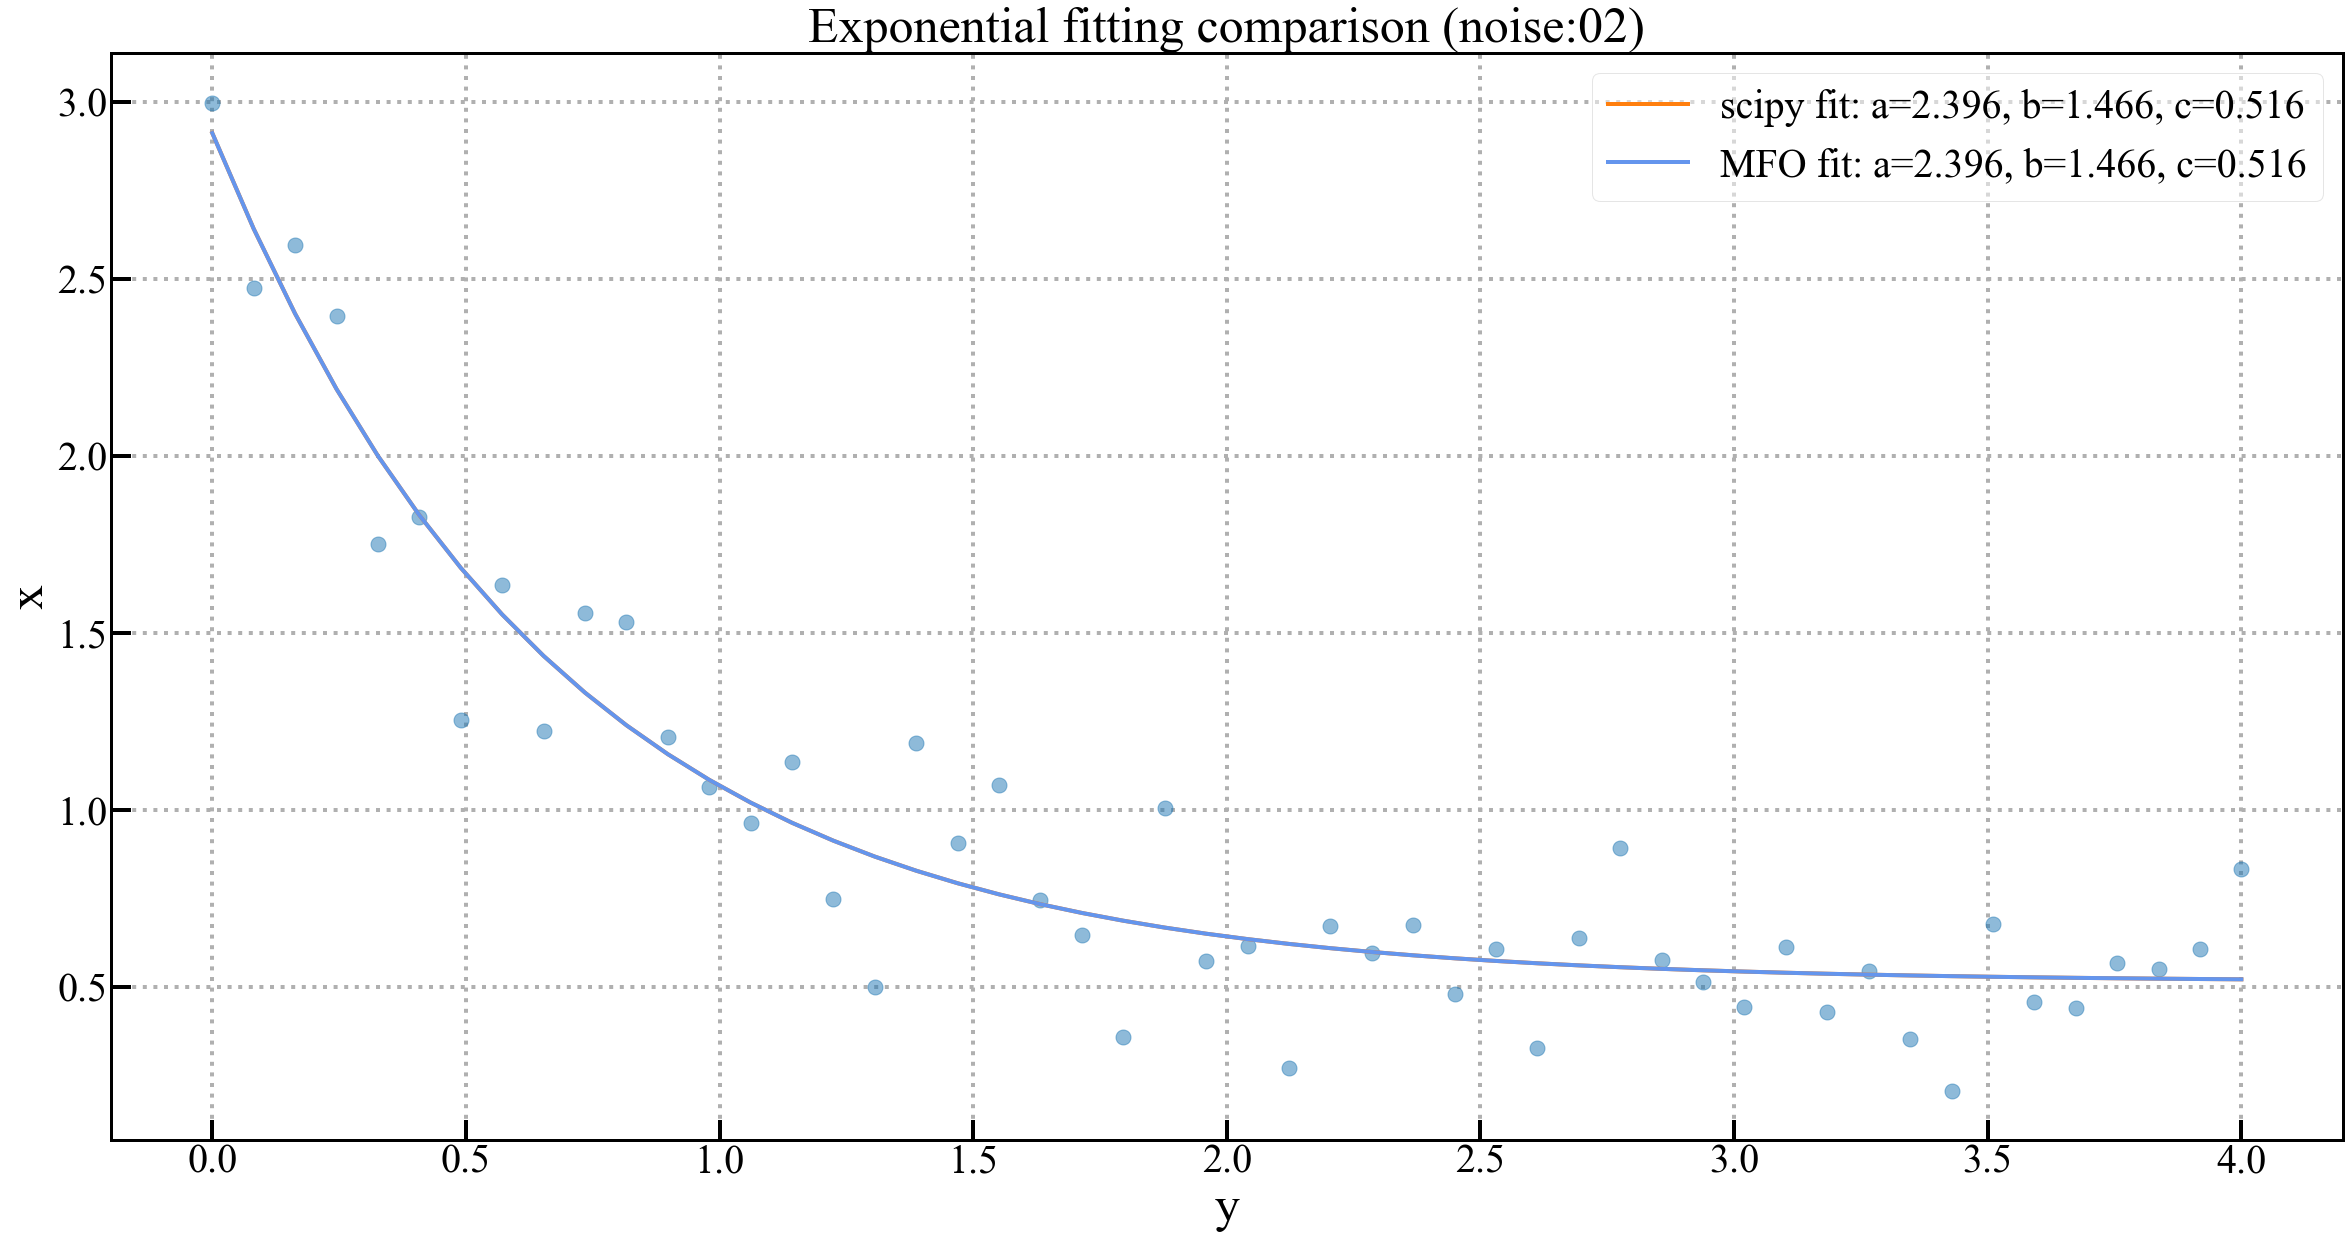 Exponential fitting comparison (noise:02)
scipy fit: a=2.396, b=1.466, c=0.516
MFO fit: a=2.396, b=1.466, c=0.516
3.0
2.5
2.0
1.5
1.0
0.5
x
0.0 0.5 1.0 1.5 2.0 2.5 3.0 3.5 4.0
y